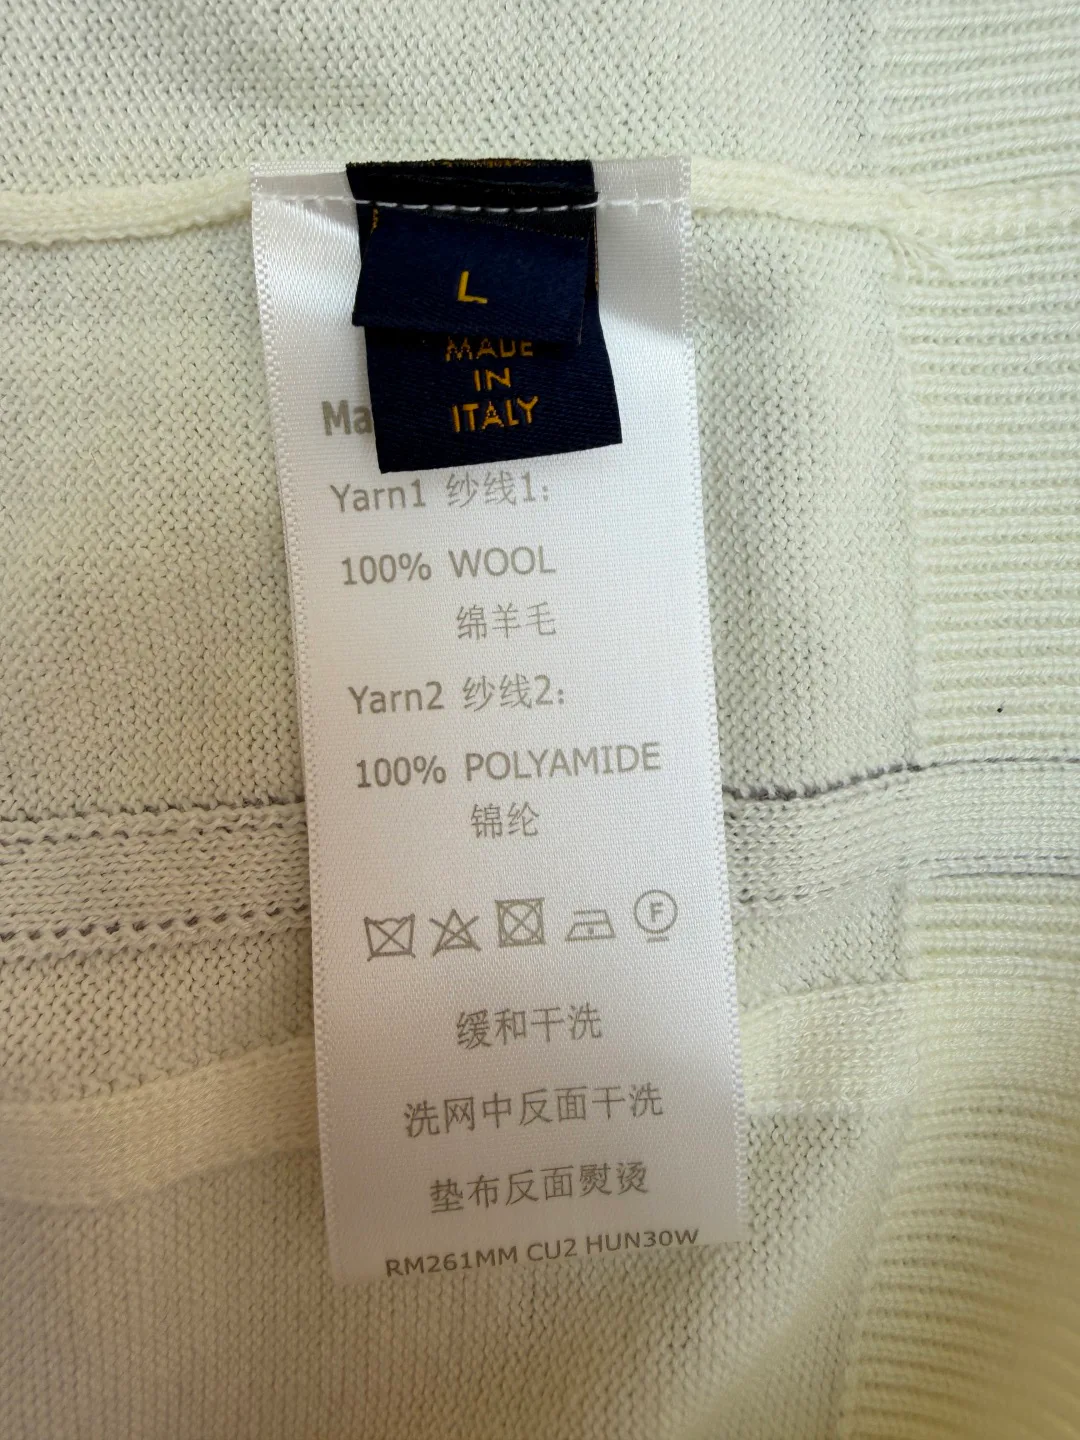 L
MADE
IN
ITALY
Yarn1 纱线1:
100% WOOL
绵羊毛
Yarn2 纱线2:
100% POLYAMIDE
锦纶
F
缓和干洗
洗网中反面干洗
垫布反面熨烫
RM261MM CU2 HUN30W